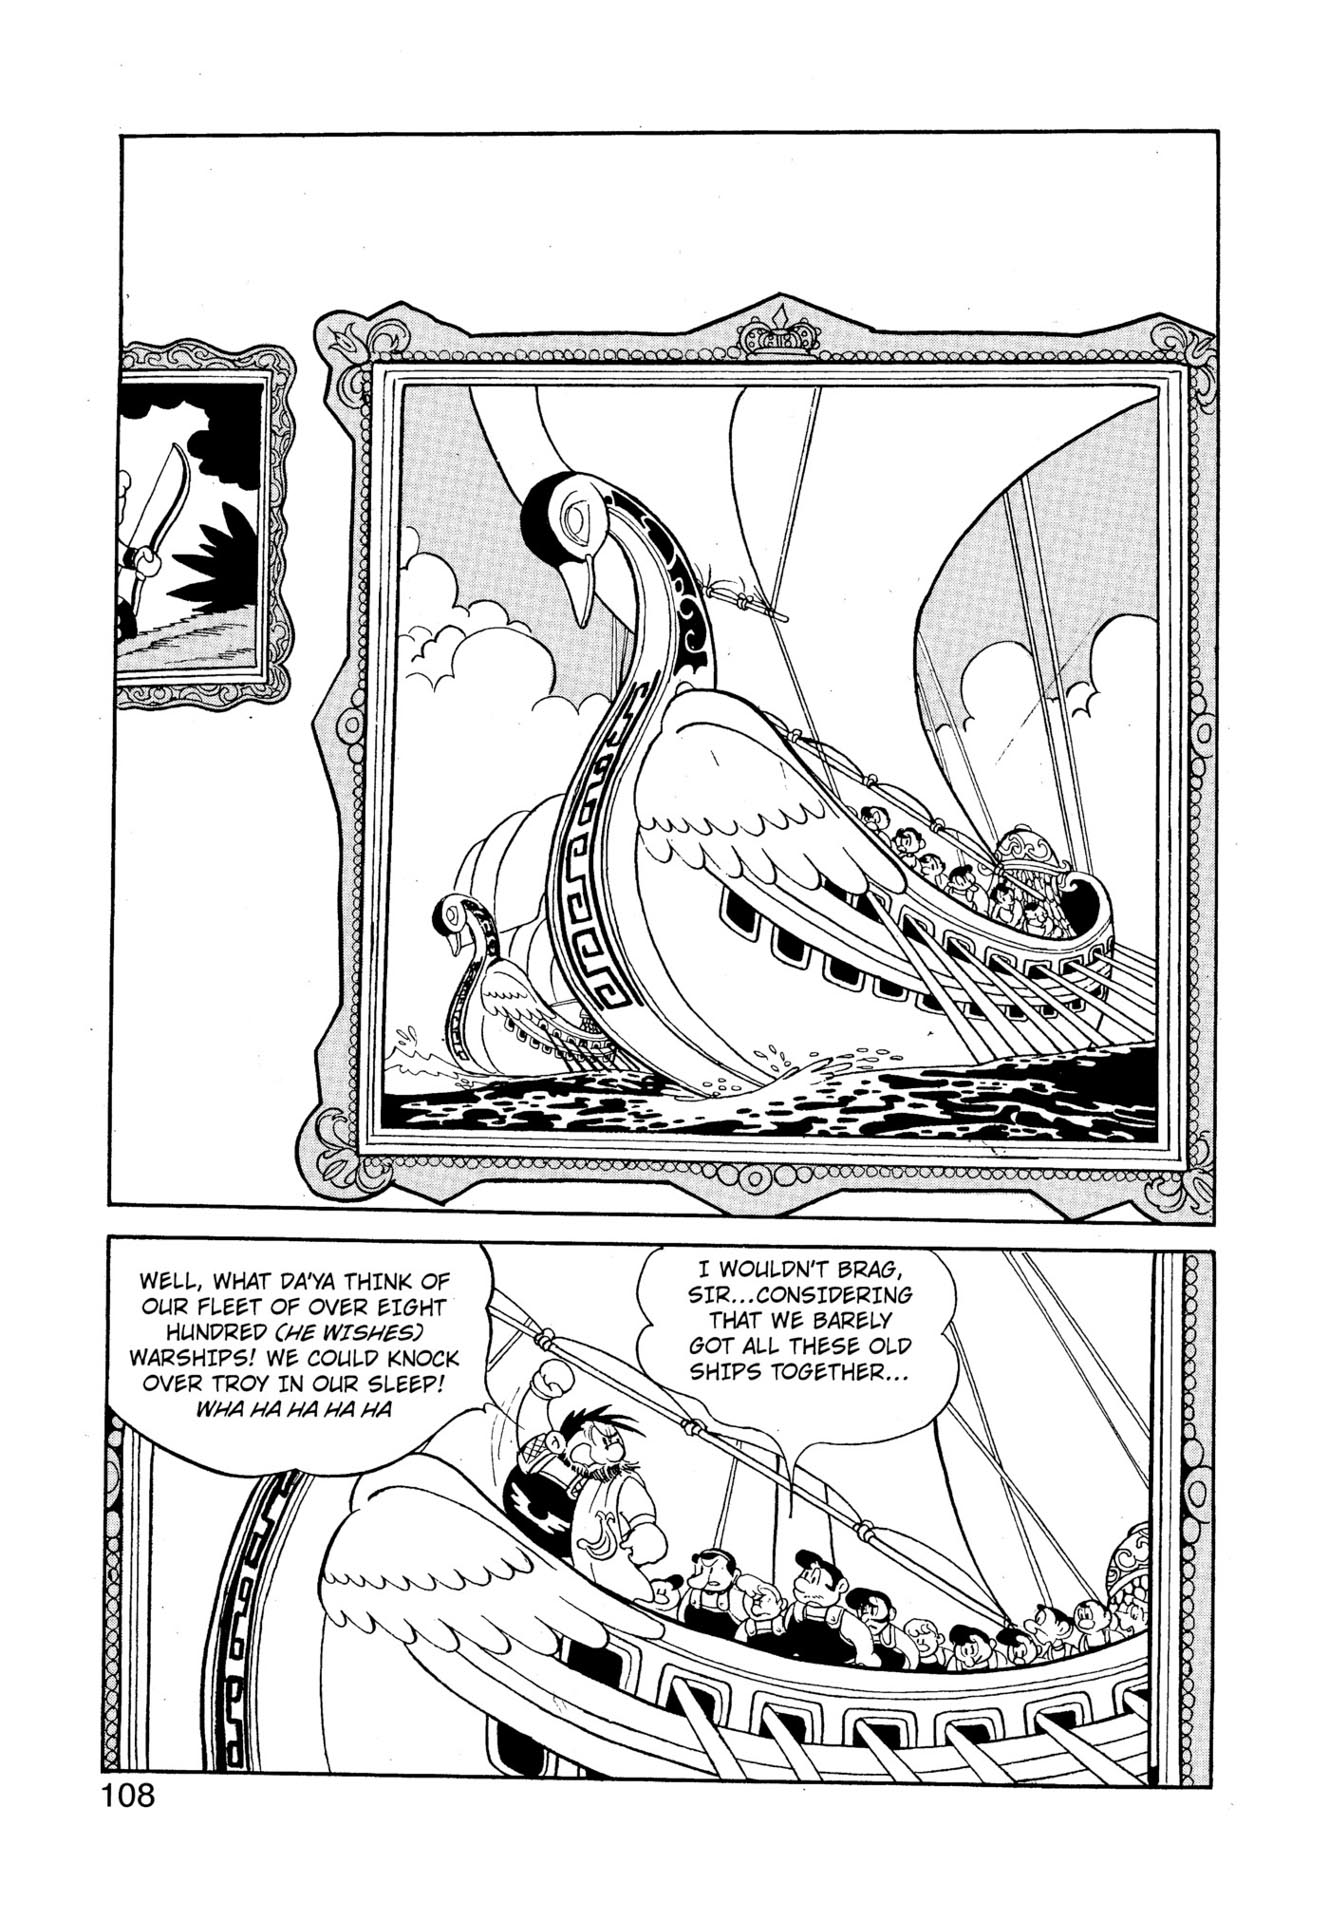 WELL, WHAT DA'YA THINK OF
OUR FLEET OF OVER EIGHT
HUNDRED (HE WISHES)
WARSHIPS! WE COULD KNOCK
OVER TROY IN OUR SLEEP!
WHA HA HA HA HA
I WOULDN'T BRAG,
SIR...CONSIDERING
THAT WE BARELY
GOT ALL THESE OLD
SHIPS TOGETHER...
108